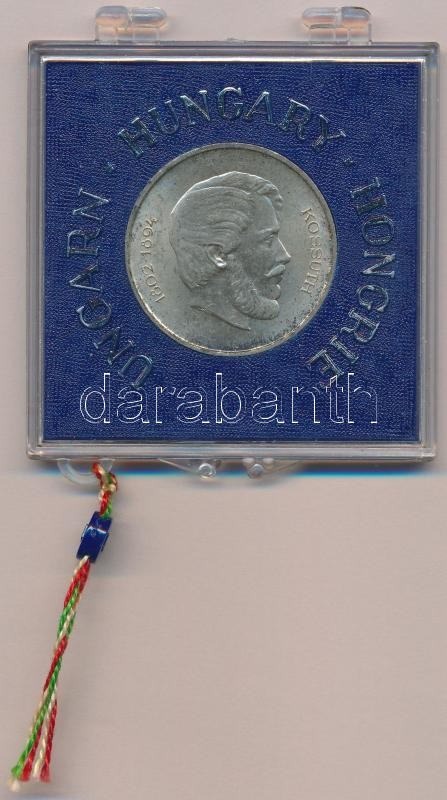 UNGARN · HUNGARY · HONGRIE
1802-1894
KOSSUTH
darabanth